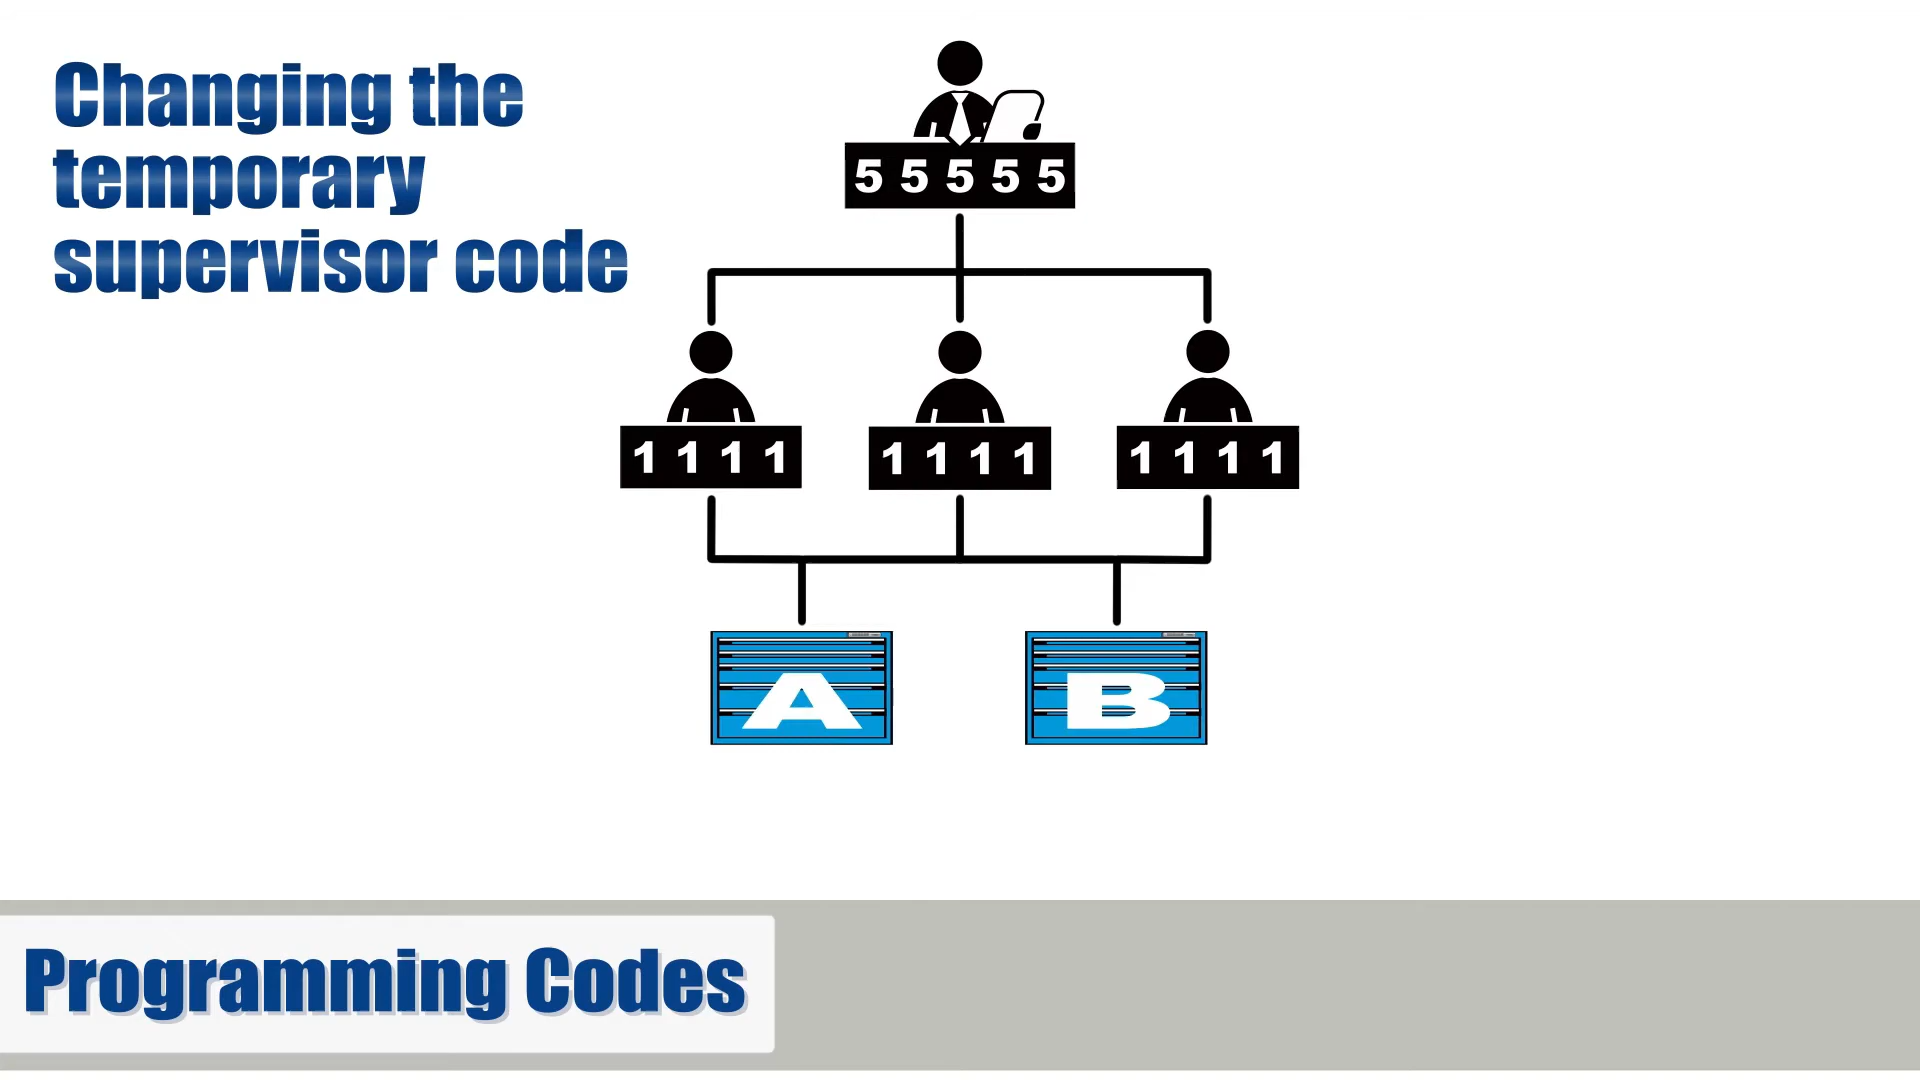 Changing the
temporary
supervisor code
5 5 5 5 5
1 1 1 1
1 1 1 1
1 1 1 1
A
B
Programming Codes